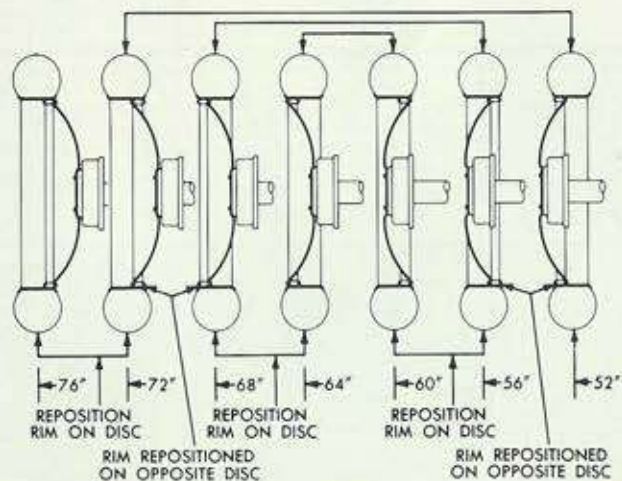 76"
72"
68"
64"
60"
56"
52"
REPOSITION
RIM ON DISC
REPOSITION
RIM ON DISC
REPOSITION
RIM ON DISC
RIM REPOSITIONED
ON OPPOSITE DISC
RIM REPOSITIONED
ON OPPOSITE DISC